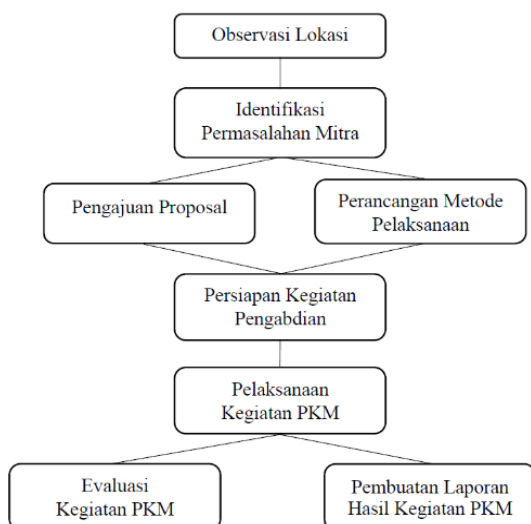 Observasi Lokasi
Identifikasi
Permasalahan Mitra
Pengajuan Proposal
Perancangan Metode
Pelaksanaan
Persiapan Kegiatan
Pengabdian
Pelaksanaan
Kegiatan PKM
Evaluasi
Kegiatan PKM
Pembuatan Laporan
Hasil Kegiatan PKM